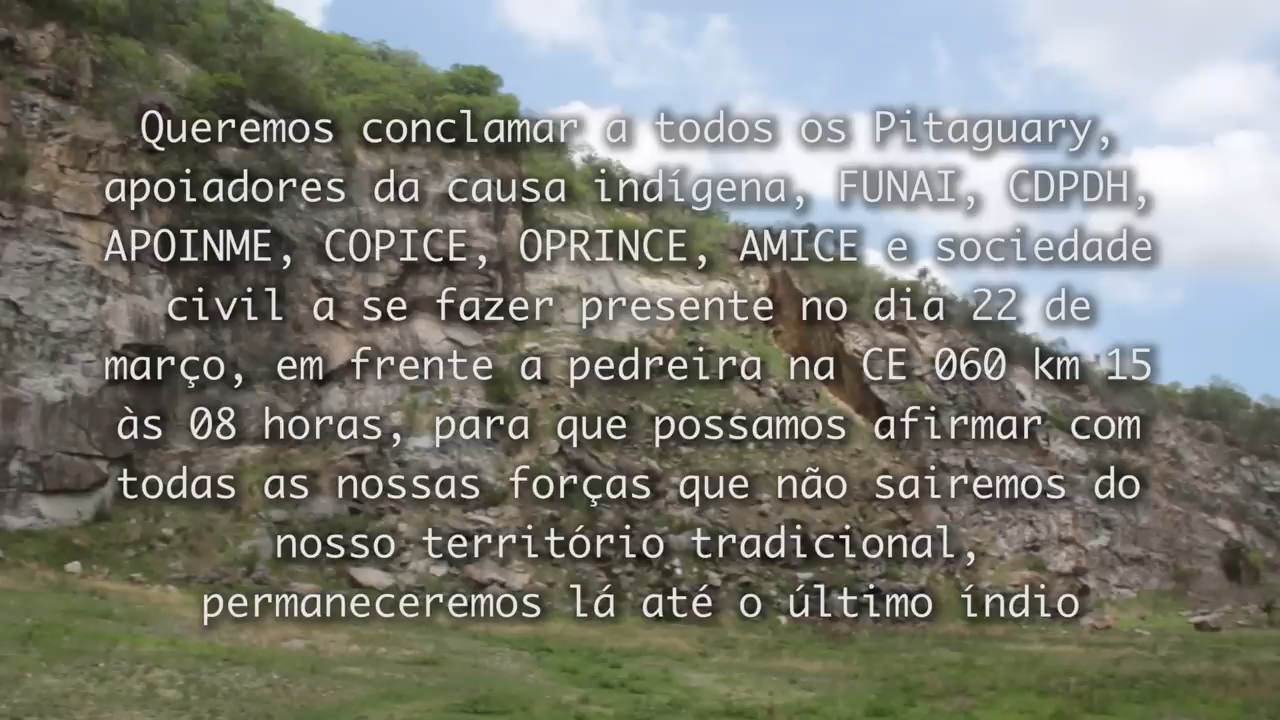 Queremos conclamar a todos os Pitaguary,
apoiadores da causa indígena, FUNAI, CDPDH,
APOINME, COPICE, OPRINCE, AMICE e sociedade
civil a se fazer presente no dia 22 de
março, em frente a pedreira na CE 060 km 15
às 08 horas, para que possamos afirmar com
todas as nossas forças que não sairemos do
nosso território tradicional,
permaneceremos lá até o último índio